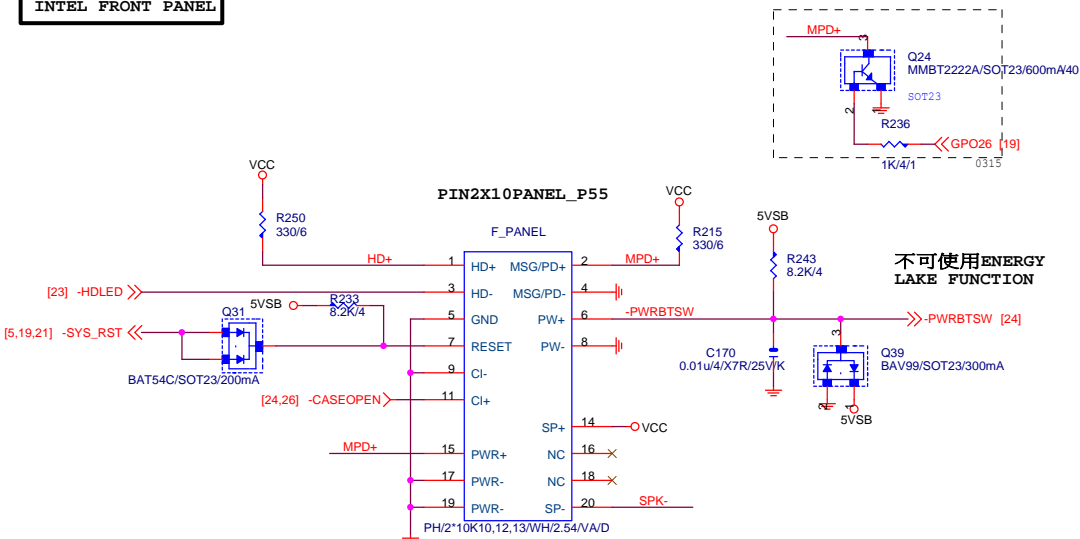 INTEL FRONT PANEL
MPD+
3
Q24
MMBT2222A/SOT23/600mA/40
SOT23
2
1
R236
GPO26 [19]
1K/4/1
0315
VCC
R250
330/6
PIN2X10PANEL_P55
F_PANEL
VCC
R215
330/6
5VSB
R243
8.2K/4
不可使用ENERGY
LAKE FUNCTION
HD+
1 HD+ MSG/PD+ 2
MPD+
[23] -HDLED
3 HD- MSG/PD- 4
5VSB
R233
8.2K/4
Q31
5 GND PW+ 6
-PWRBTSW
-PWRBTSW [24]
[5,19,21] -SYS_RST
7 RESET PW- 8
BAT54C/SOT23/200mA
9 CI-
C170
0.01u/4/X7R/25V/K
3
Q39
BAV99/SOT23/300mA
2
1
5VSB
[24,26] -CASEOPEN
11 CI+
SP+ 14
VCC
MPD+
15 PWR+ NC 16
17 PWR- NC 18
19 PWR- SP- 20
SPK-
PH/2*10K10,12,13/WH/2.54/VA/D